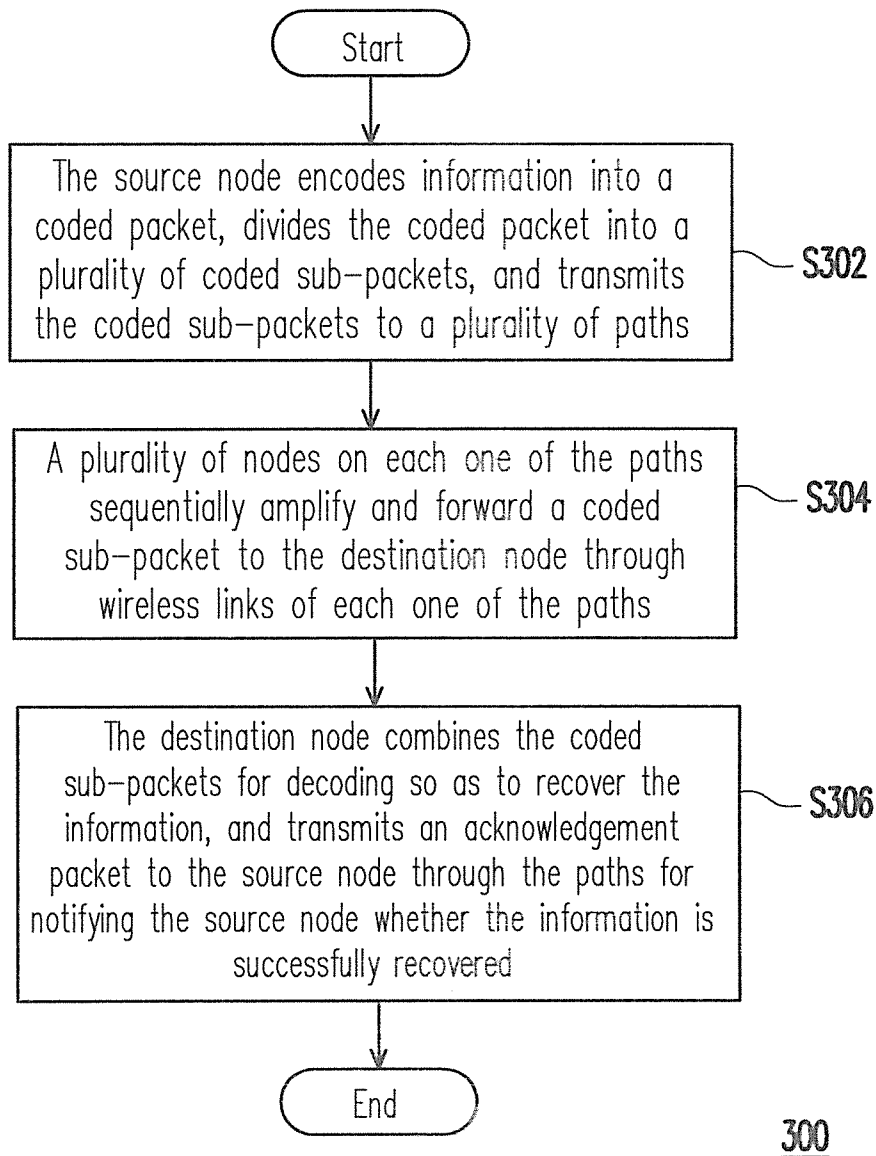 Start
The source node encodes information into a
coded packet, divides the coded packet into a
plurality of coded sub-packets, and transmits
the coded sub-packets to a plurality of paths
S302
A plurality of nodes on each one of the paths
sequentially amplify and forward a coded
sub-packet to the destination node through
wireless links of each one of the paths
S304
The destination node combines the coded
sub-packets for decoding so as to recover the
information, and transmits an acknowledgement
packet to the source node through the paths for
notifying the source node whether the information is
successfully recovered
S306
End
300